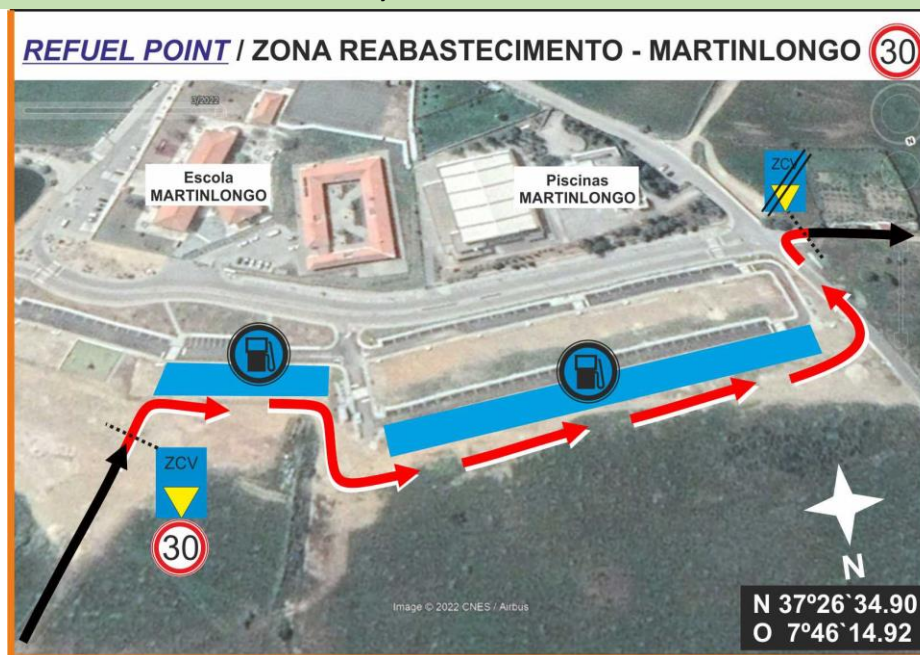 REFUEL POINT / ZONA REABASTECIMENTO - MARTINLONGO 30
Escola
MARTINLONGO
Piscinas
MARTINLONGO
ZCV
ZCV
30
N
Image © 2022 CNES / Airbus
N 37º26`34.90
O 7º46`14.92